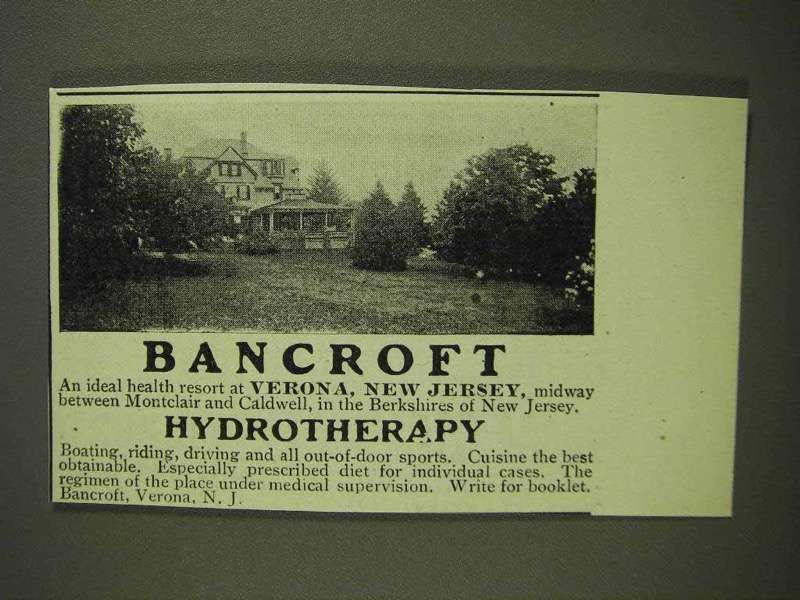 BANCROFT
An ideal health resort at VERONA, NEW JERSEY, midway
between Montclair and Caldwell, in the Berkshires of New Jersey.
HYDROTHERAPY
Boating, riding, driving and all out-of-door sports. Cuisine the best
obtainable. Especially prescribed diet for individual cases. The
regimen of the place under medical supervision. Write for booklet.
Bancroft, Verona, N. J.